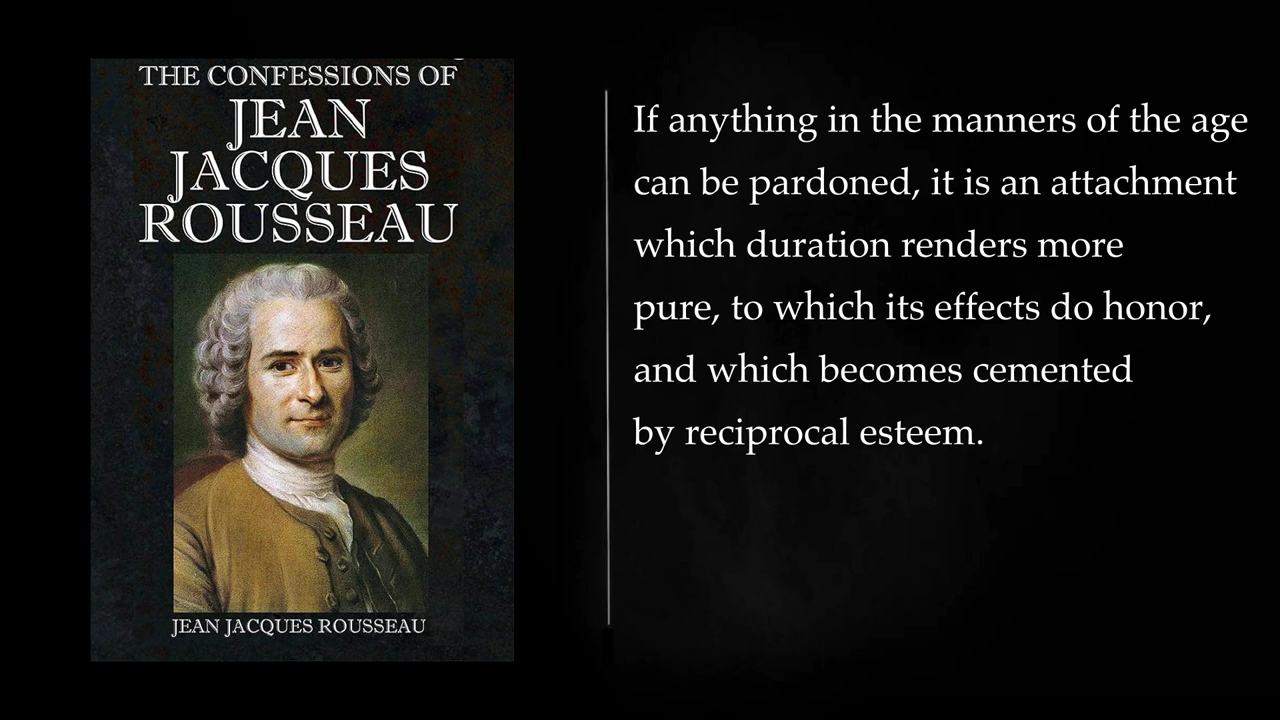 THE CONFESSIONS OF
JEAN
JACQUES
ROUSSEAU
JEAN JACQUES ROUSSEAU
If anything in the manners of the age
can be pardoned, it is an attachment
which duration renders more
pure, to which its effects do honor,
and which becomes cemented
by reciprocal esteem.